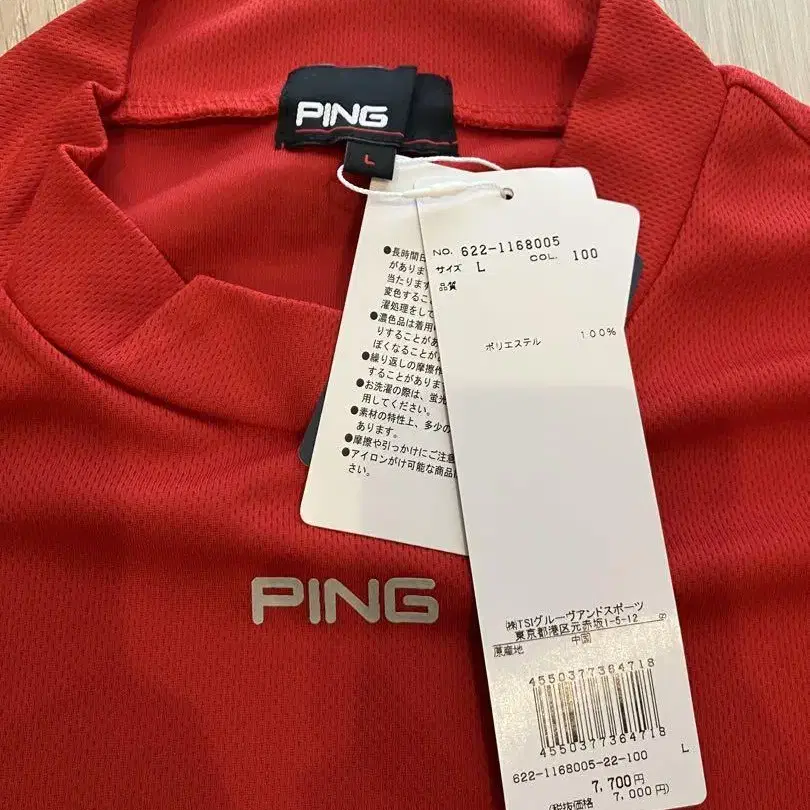 PING
L
●長時間
がありま
当たります
変色するこ
濯処理をして
●濃色品は着用
りすることがあ
ぽくなることが
●繰り返しの摩擦
することがありま
●お洗濯の際は、蛍光
用してください。
●素材の特性上、多少の
あります。
●摩擦や引っかけにご注意
●アイロンがけ可能な商品
さい。
NO. 622-1168005
サイズ L COL. 100
品質
ポリエステル 100%
㈱TSIグルーヴアンドスポーツ
東京都港区元赤坂1-5-12 8
原産地 中国
4550377364718
4550377364718
622-1168005-22-100 L
7,700円
(税抜価格 7,000円)
PING